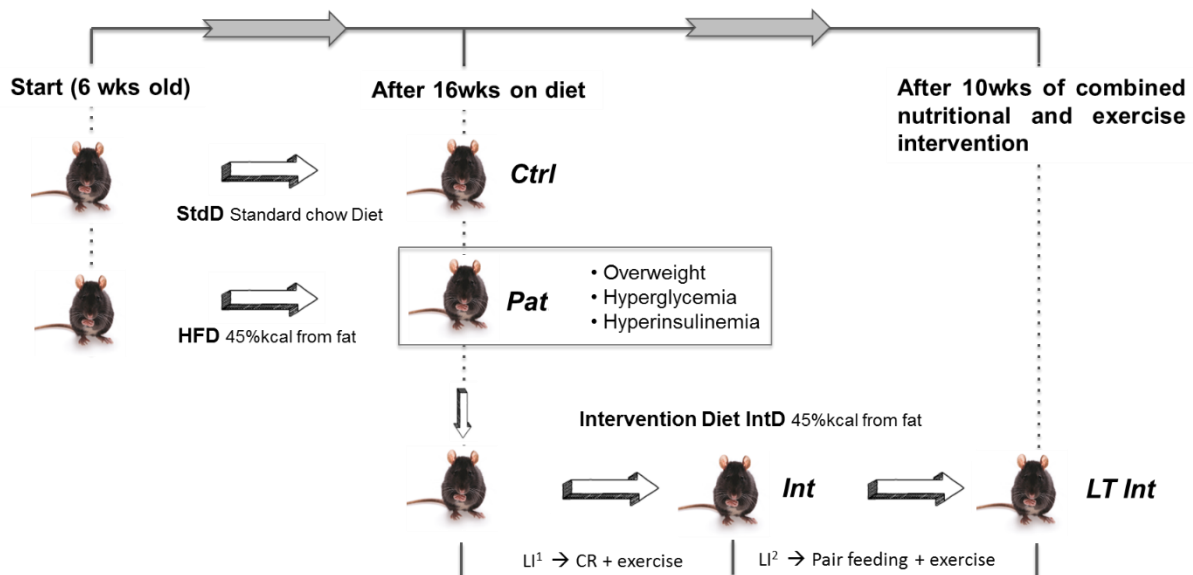 Start (6 wks old)
After 16wks on diet
After 10wks of combined
nutritional and exercise
intervention
Ctrl
StdD Standard chow Diet
Pat
• Overweight
• Hyperglycemia
• Hyperinsulinemia
HFD 45%kcal from fat
Intervention Diet IntD 45%kcal from fat
Int
LT Int
LI¹ → CR + exercise
LI² → Pair feeding + exercise